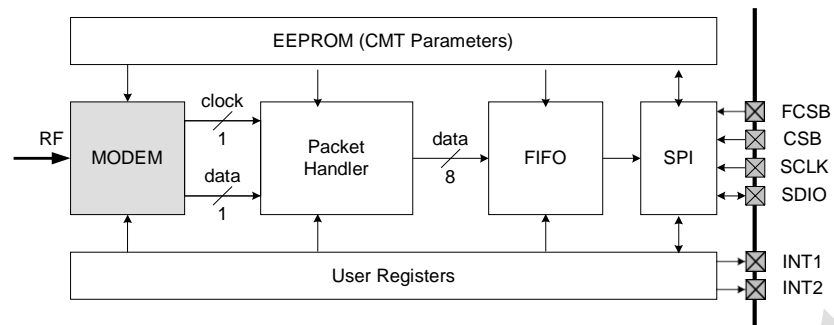 EEPROM (CMT Parameters)
RF
MODEM
clock
1
data
1
Packet
Handler
data
8
FIFO
SPI
FCSB
CSB
SCLK
SDIO
User Registers
INT1
INT2